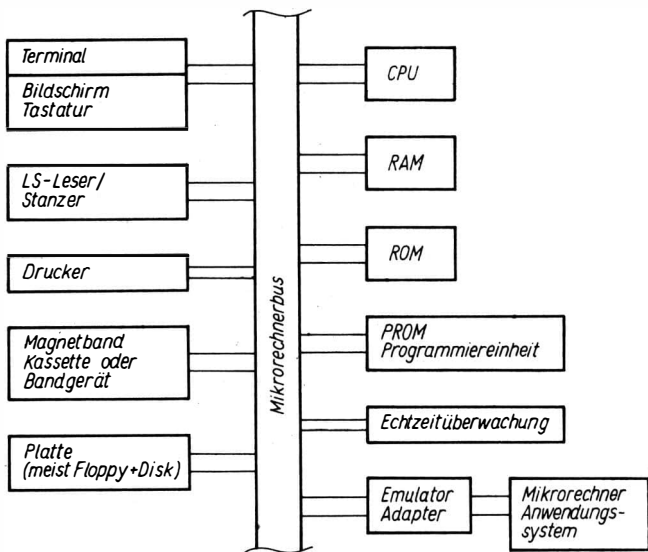 Terminal
Bildschirm
Tastatur
LS-Leser/
Stanzer
Drucker
Magnetband
Kassette oder
Bandgerät
Platte
(meist Floppy+Disk)
Mikrorechnerbus
CPU
RAM
ROM
PROM
Programmiereinheit
Echtzeitüberwachung
Emulator
Adapter
Mikrorechner
Anwendungs-
system